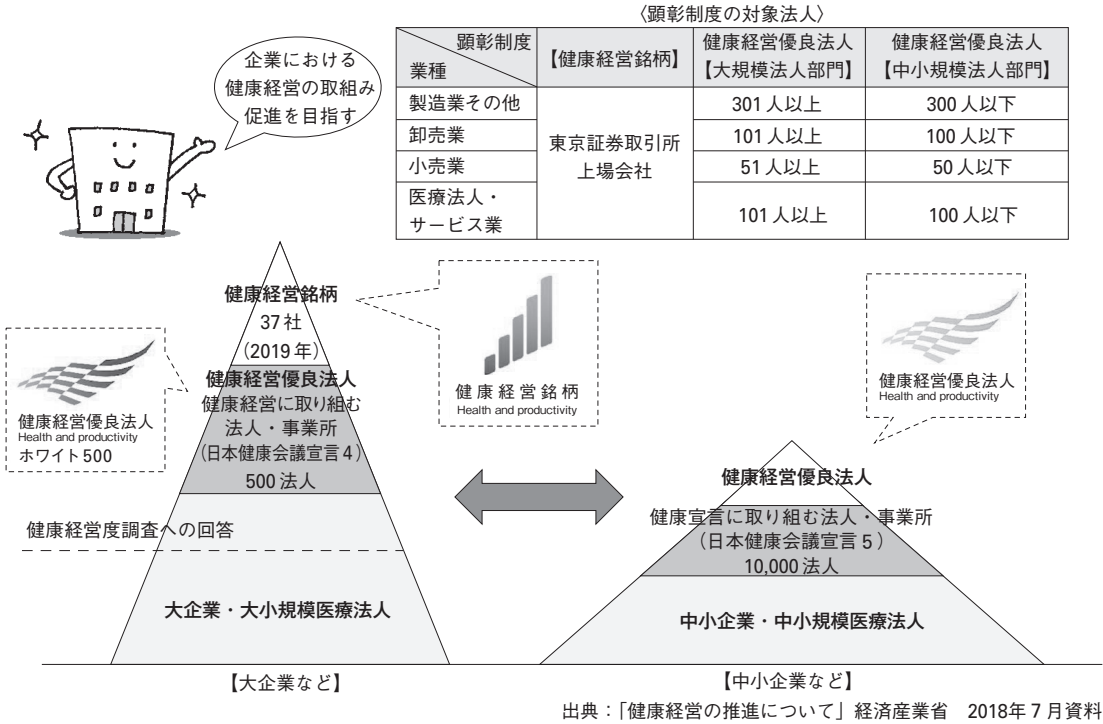 〈顕彰制度の対象法人〉
顕彰制度
業種
【健康経営銘柄】
健康経営優良法人
【大規模法人部門】
健康経営優良法人
【中小規模法人部門】
製造業その他
東京証券取引所
上場会社
301人以上
300人以下
卸売業
101人以上
100人以下
小売業
51人以上
50人以下
医療法人・
サービス業
101人以上
100人以下
企業における
健康経営の取組み
促進を目指す
健康経営銘柄
37社
(2019年)
健康経営優良法人
健康経営に取り組む
法人・事業所
(日本健康会議宣言4)
500法人
健康経営度調査への回答
大企業・大小規模医療法人
【大企業など】
健康経営優良法人
Health and productivity
ホワイト500
健康経営銘柄
Health and productivity
健康経営優良法人
Health and productivity
健康経営優良法人
健康宣言に取り組む法人・事業所
(日本健康会議宣言5)
10,000法人
中小企業・中小規模医療法人
【中小企業など】
出典:「健康経営の推進について」経済産業省 2018年7月資料